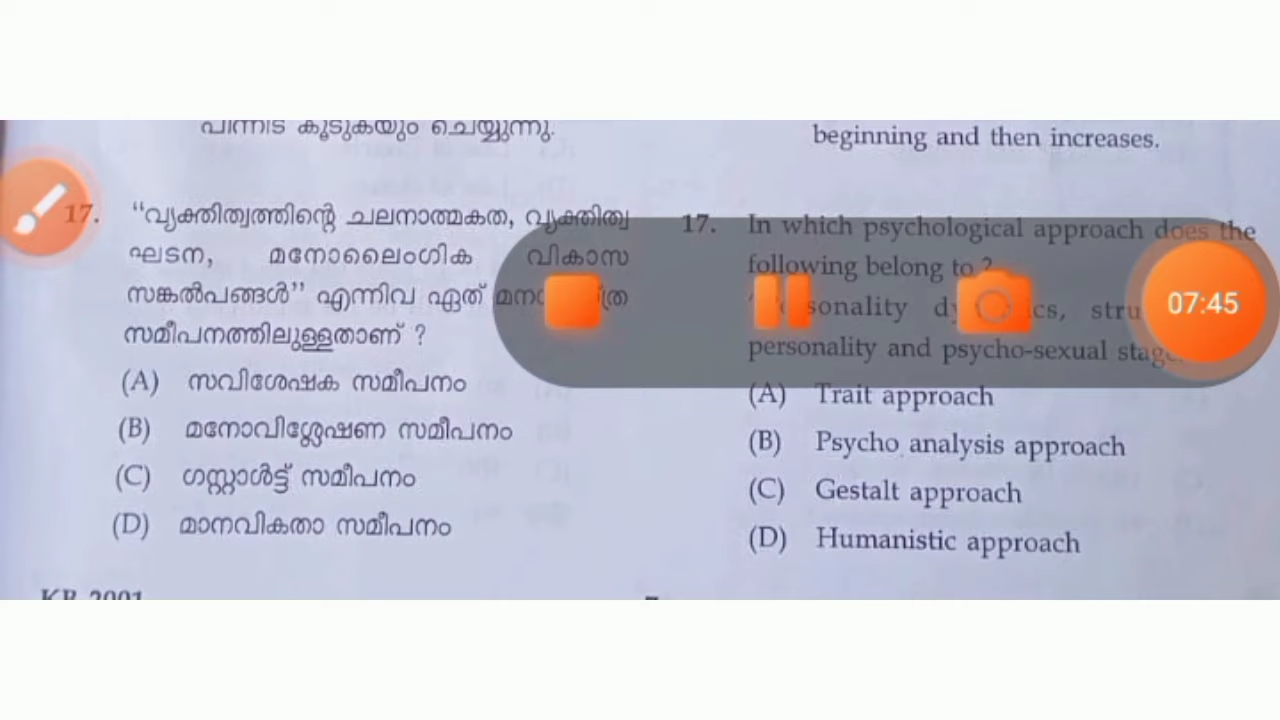 പിന്നീട് കൂടുകയും ചെയ്യുന്നു.
17. “വ്യക്തിത്വത്തിന്റെ ചലനാത്മകത, വ്യക്തിത്വ
ഘടന, മനോലൈംഗിക വികാസ
സങ്കൽപങ്ങൾ” എന്നിവ ഏത്
സമീപനത്തിലുള്ളതാണ് ?
(A) സവിശേഷക സമീപനം
(B) മനോവിശ്ലേഷണ സമീപനം
(C) ഗസ്റ്റാൾട്ട് സമീപനം
(D) മാനവികതാ സമീപനം
beginning and then increases.
17. In which psychological approach does the
following belong to ?
personality and psycho-sexual
(A) Trait approach
(B) Psycho analysis approach
(C) Gestalt approach
(D) Humanistic approach
07:45